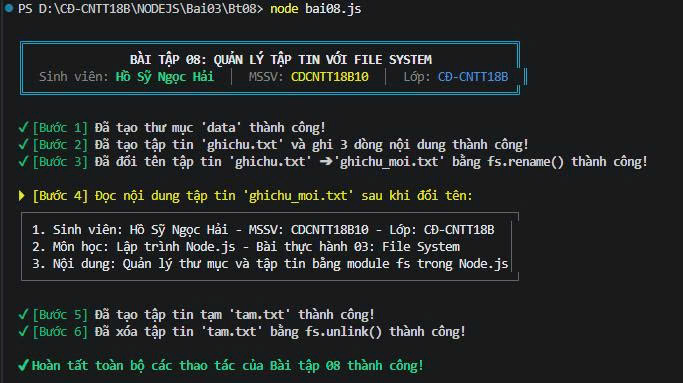 PS D:\CĐ-CNTT18B\NODEJS\Bai03\Bt08> node bai08.js
BÀI TẬP 08: QUẢN LÝ TẬP TIN VỚI FILE SYSTEM
Sinh viên: Hồ Sỹ Ngọc Hải | MSSV: CDCNTT18B10 | Lớp: CĐ-CNTT18B
✔ [Bước 1] Đã tạo thư mục 'data' thành công!
✔ [Bước 2] Đã tạo tập tin 'ghichu.txt' và ghi 3 dòng nội dung thành công!
✔ [Bước 3] Đã đổi tên tập tin 'ghichu.txt' ➔ 'ghichu_moi.txt' bằng fs.rename() thành công!
▶ [Bước 4] Đọc nội dung tập tin 'ghichu_moi.txt' sau khi đổi tên:
1. Sinh viên: Hồ Sỹ Ngọc Hải - MSSV: CDCNTT18B10 - Lớp: CĐ-CNTT18B
2. Môn học: Lập trình Node.js - Bài thực hành 03: File System
3. Nội dung: Quản lý thư mục và tập tin bằng module fs trong Node.js
✔ [Bước 5] Đã tạo tập tin tạm 'tam.txt' thành công!
✔ [Bước 6] Đã xóa tập tin 'tam.txt' bằng fs.unlink() thành công!
✔ Hoàn tất toàn bộ các thao tác của Bài tập 08 thành công!